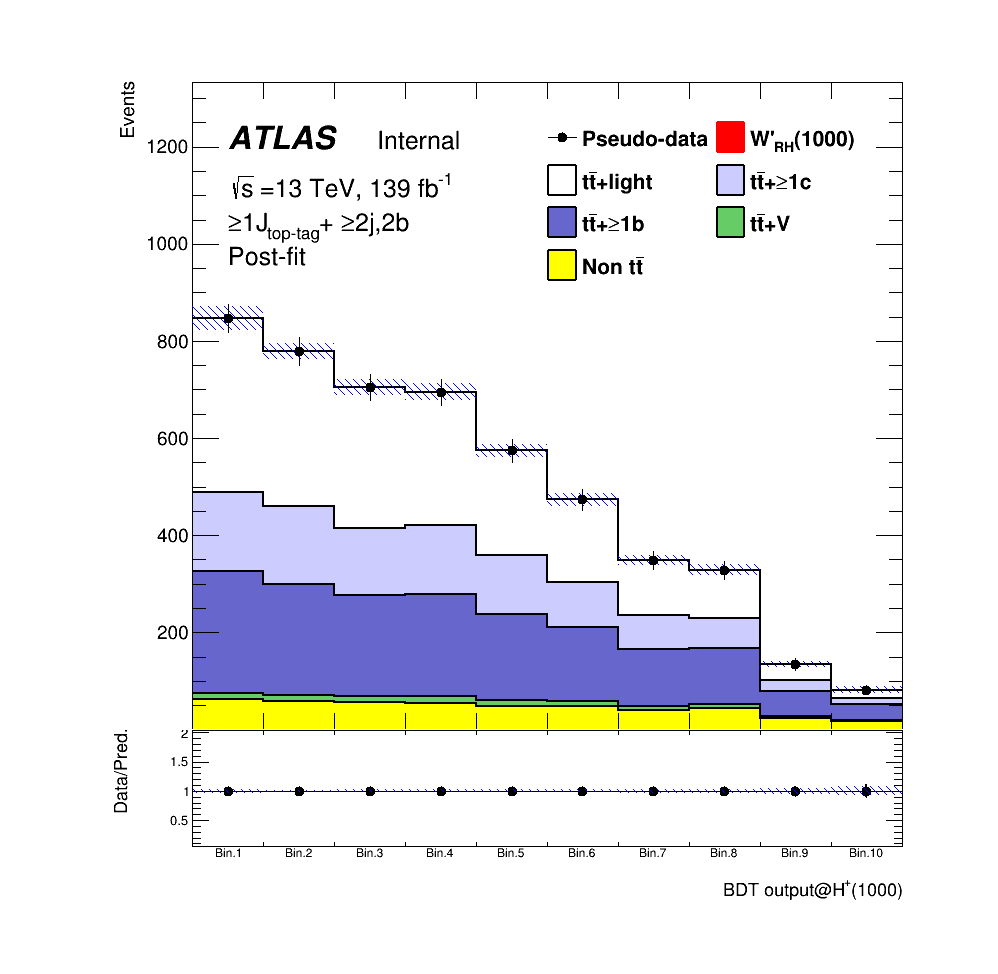 Events
1200
1000
800
600
400
200
ATLAS Internal
√s =13 TeV, 139 fb⁻¹
≥1J_top-tag+ ≥2j,2b
Post-fit
Pseudo-data
W'_RH(1000)
tt̄+light
tt̄+≥1c
tt̄+≥1b
tt̄+V
Non tt̄
Data/Pred.
2
1.5
1
0.5
Bin.1 Bin.2 Bin.3 Bin.4 Bin.5 Bin.6 Bin.7 Bin.8 Bin.9 Bin.10
BDT output@H⁺(1000)